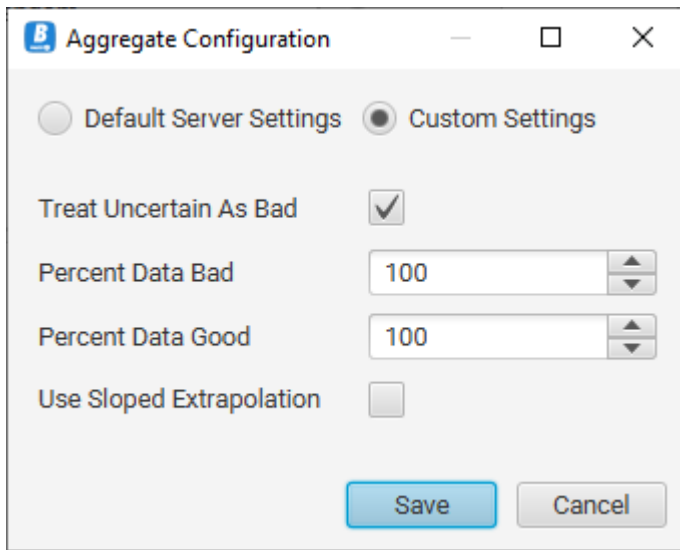 B Aggregate Configuration
Default Server Settings Custom Settings
Treat Uncertain As Bad
Percent Data Bad 100
Percent Data Good 100
Use Sloped Extrapolation
Save Cancel